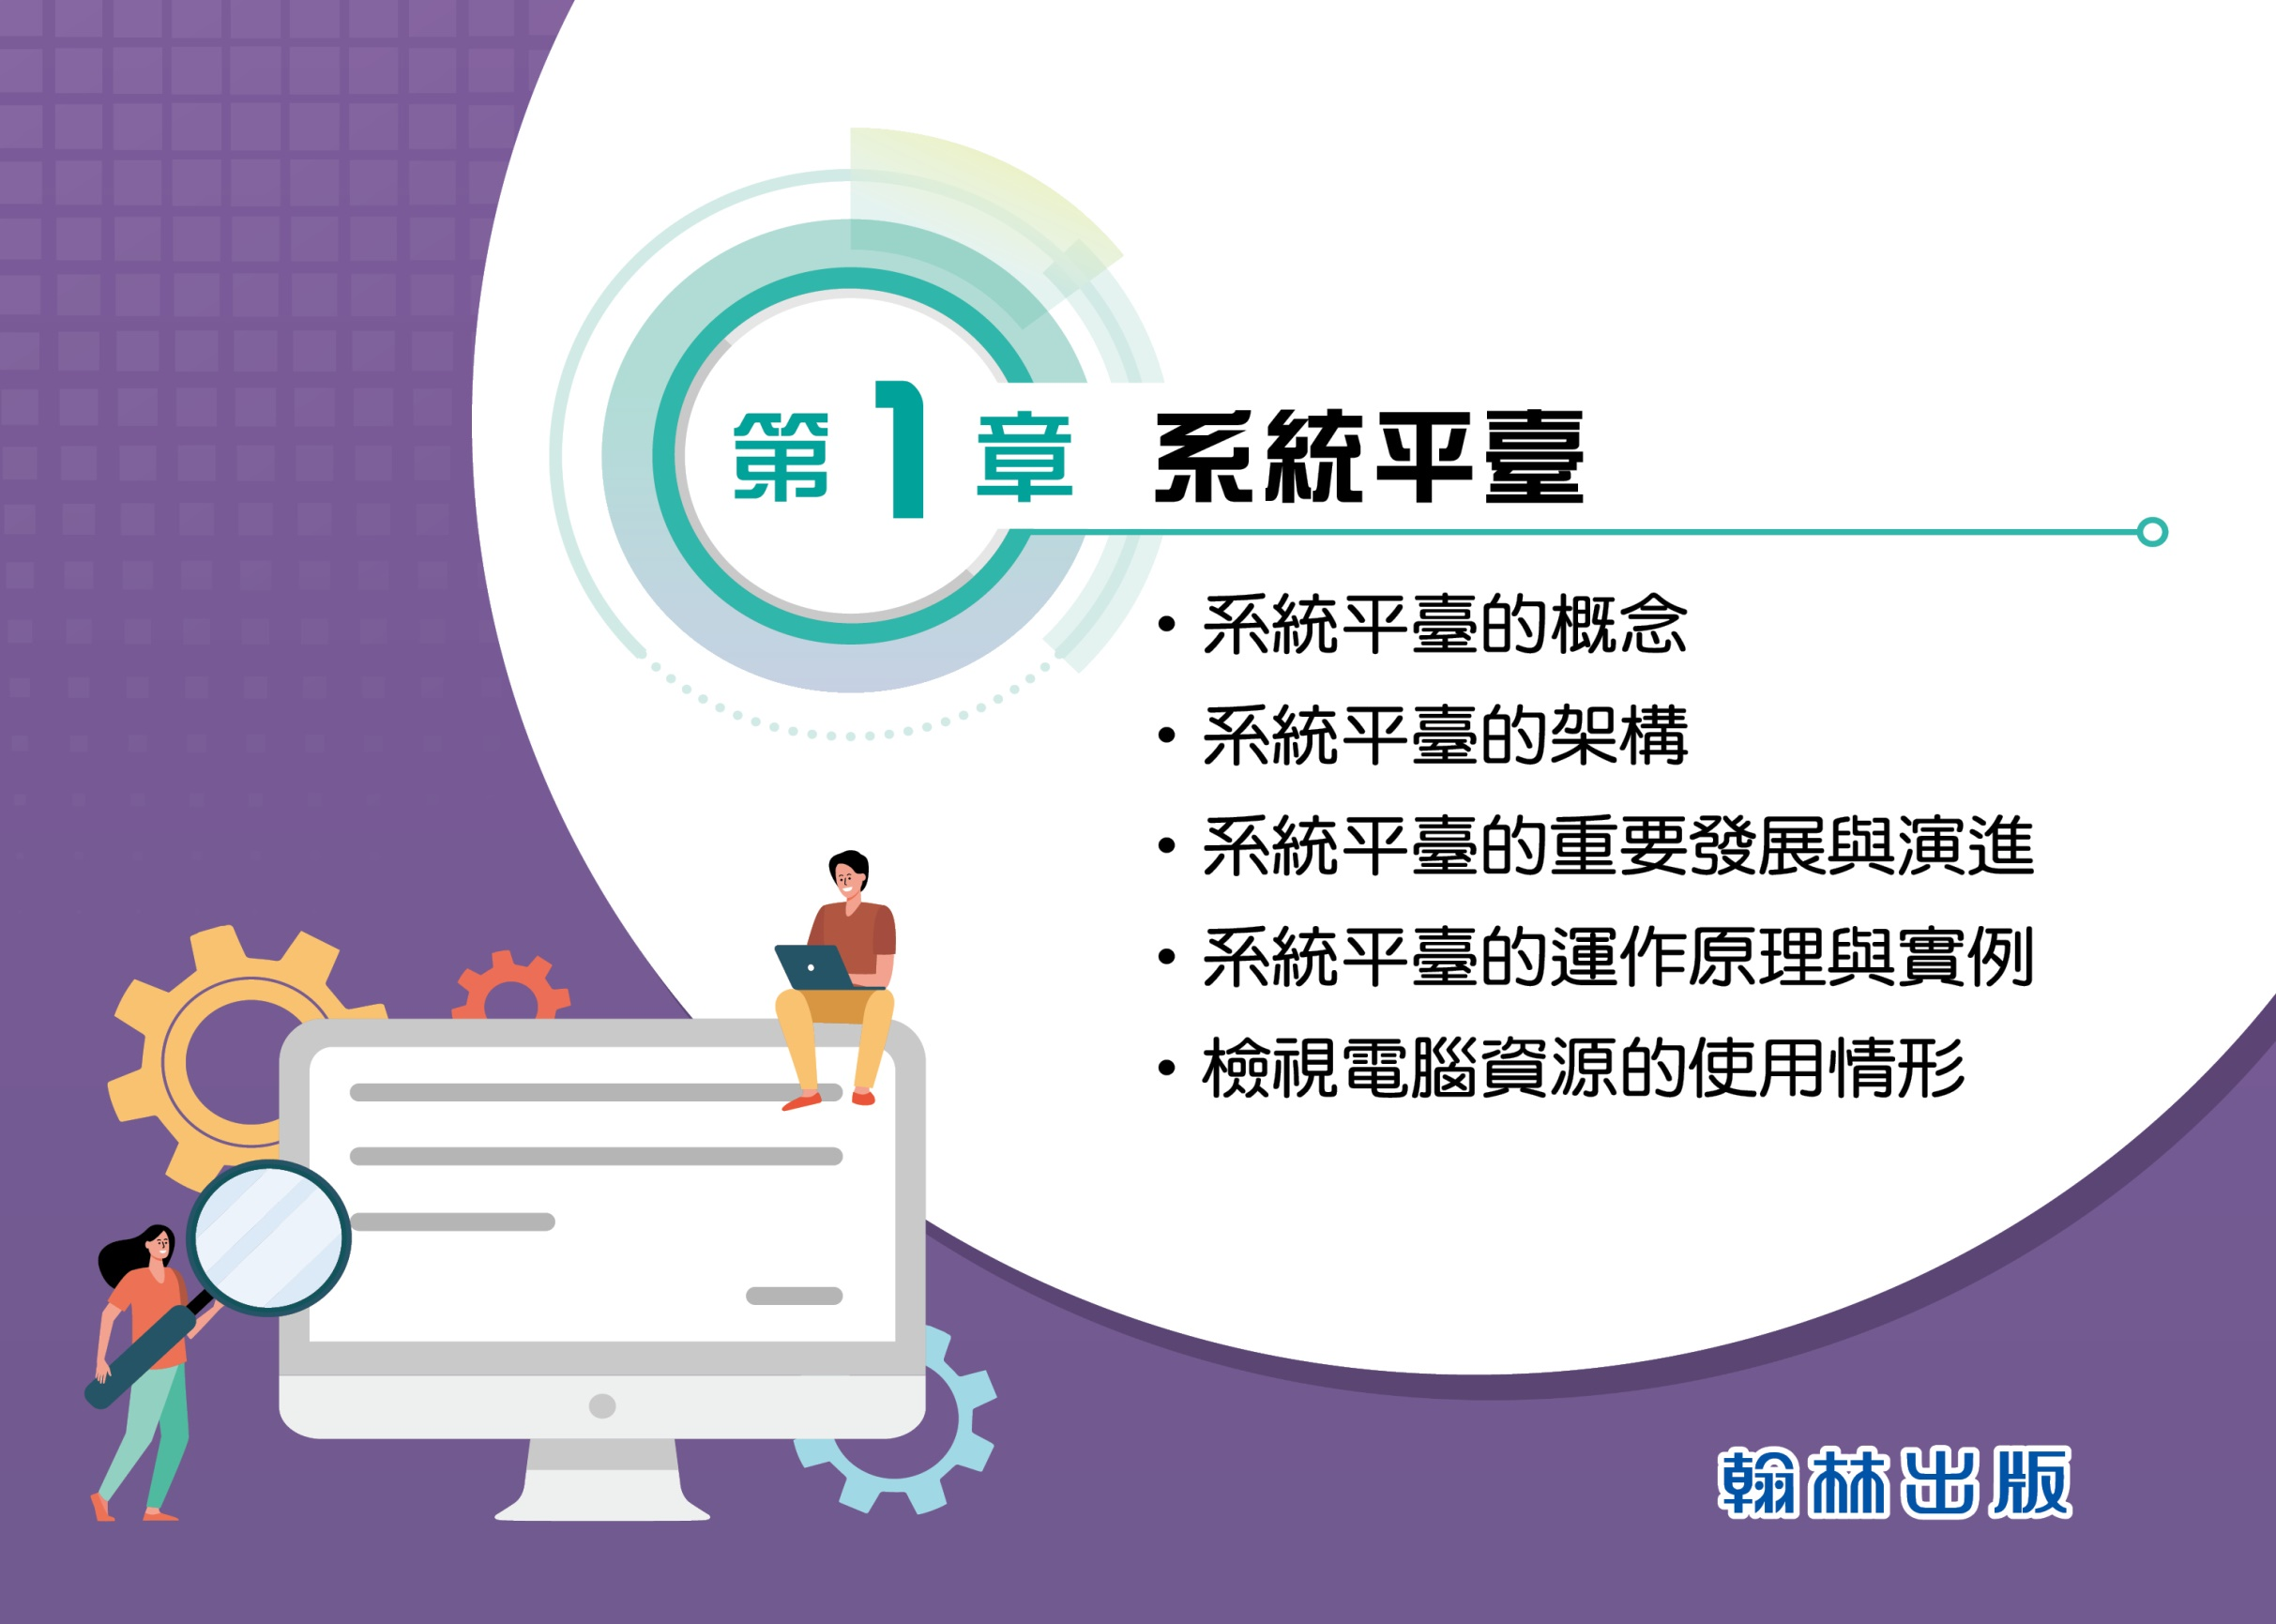 第1章 系統平臺
• 系統平臺的概念
• 系統平臺的架構
• 系統平臺的重要發展與演進
• 系統平臺的運作原理與實例
• 檢視電腦資源的使用情形
翰林出版